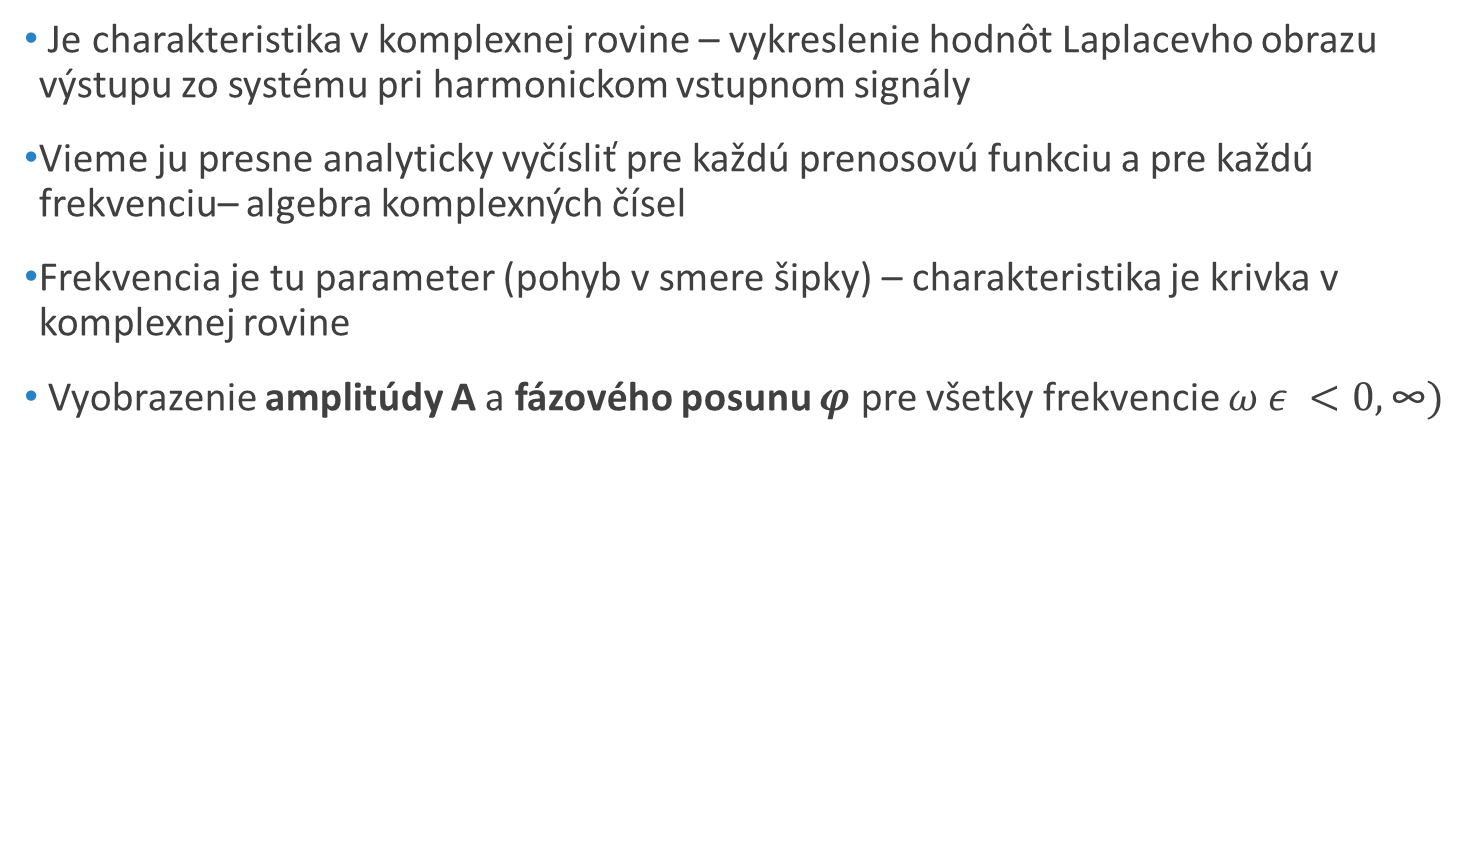 • Je charakteristika v komplexnej rovine – vykreslenie hodnôt Laplacevho obrazu
výstupu zo systému pri harmonickom vstupnom signály
•Vieme ju presne analyticky vyčísliť pre každú prenosovú funkciu a pre každú
frekvenciu– algebra komplexných čísel
•Frekvencia je tu parameter (pohyb v smere šipky) – charakteristika je krivka v
komplexnej rovine
• Vyobrazenie amplitúdy A a fázového posunu 𝝋 pre všetky frekvencie 𝜔 𝜖 < 0, ∞)